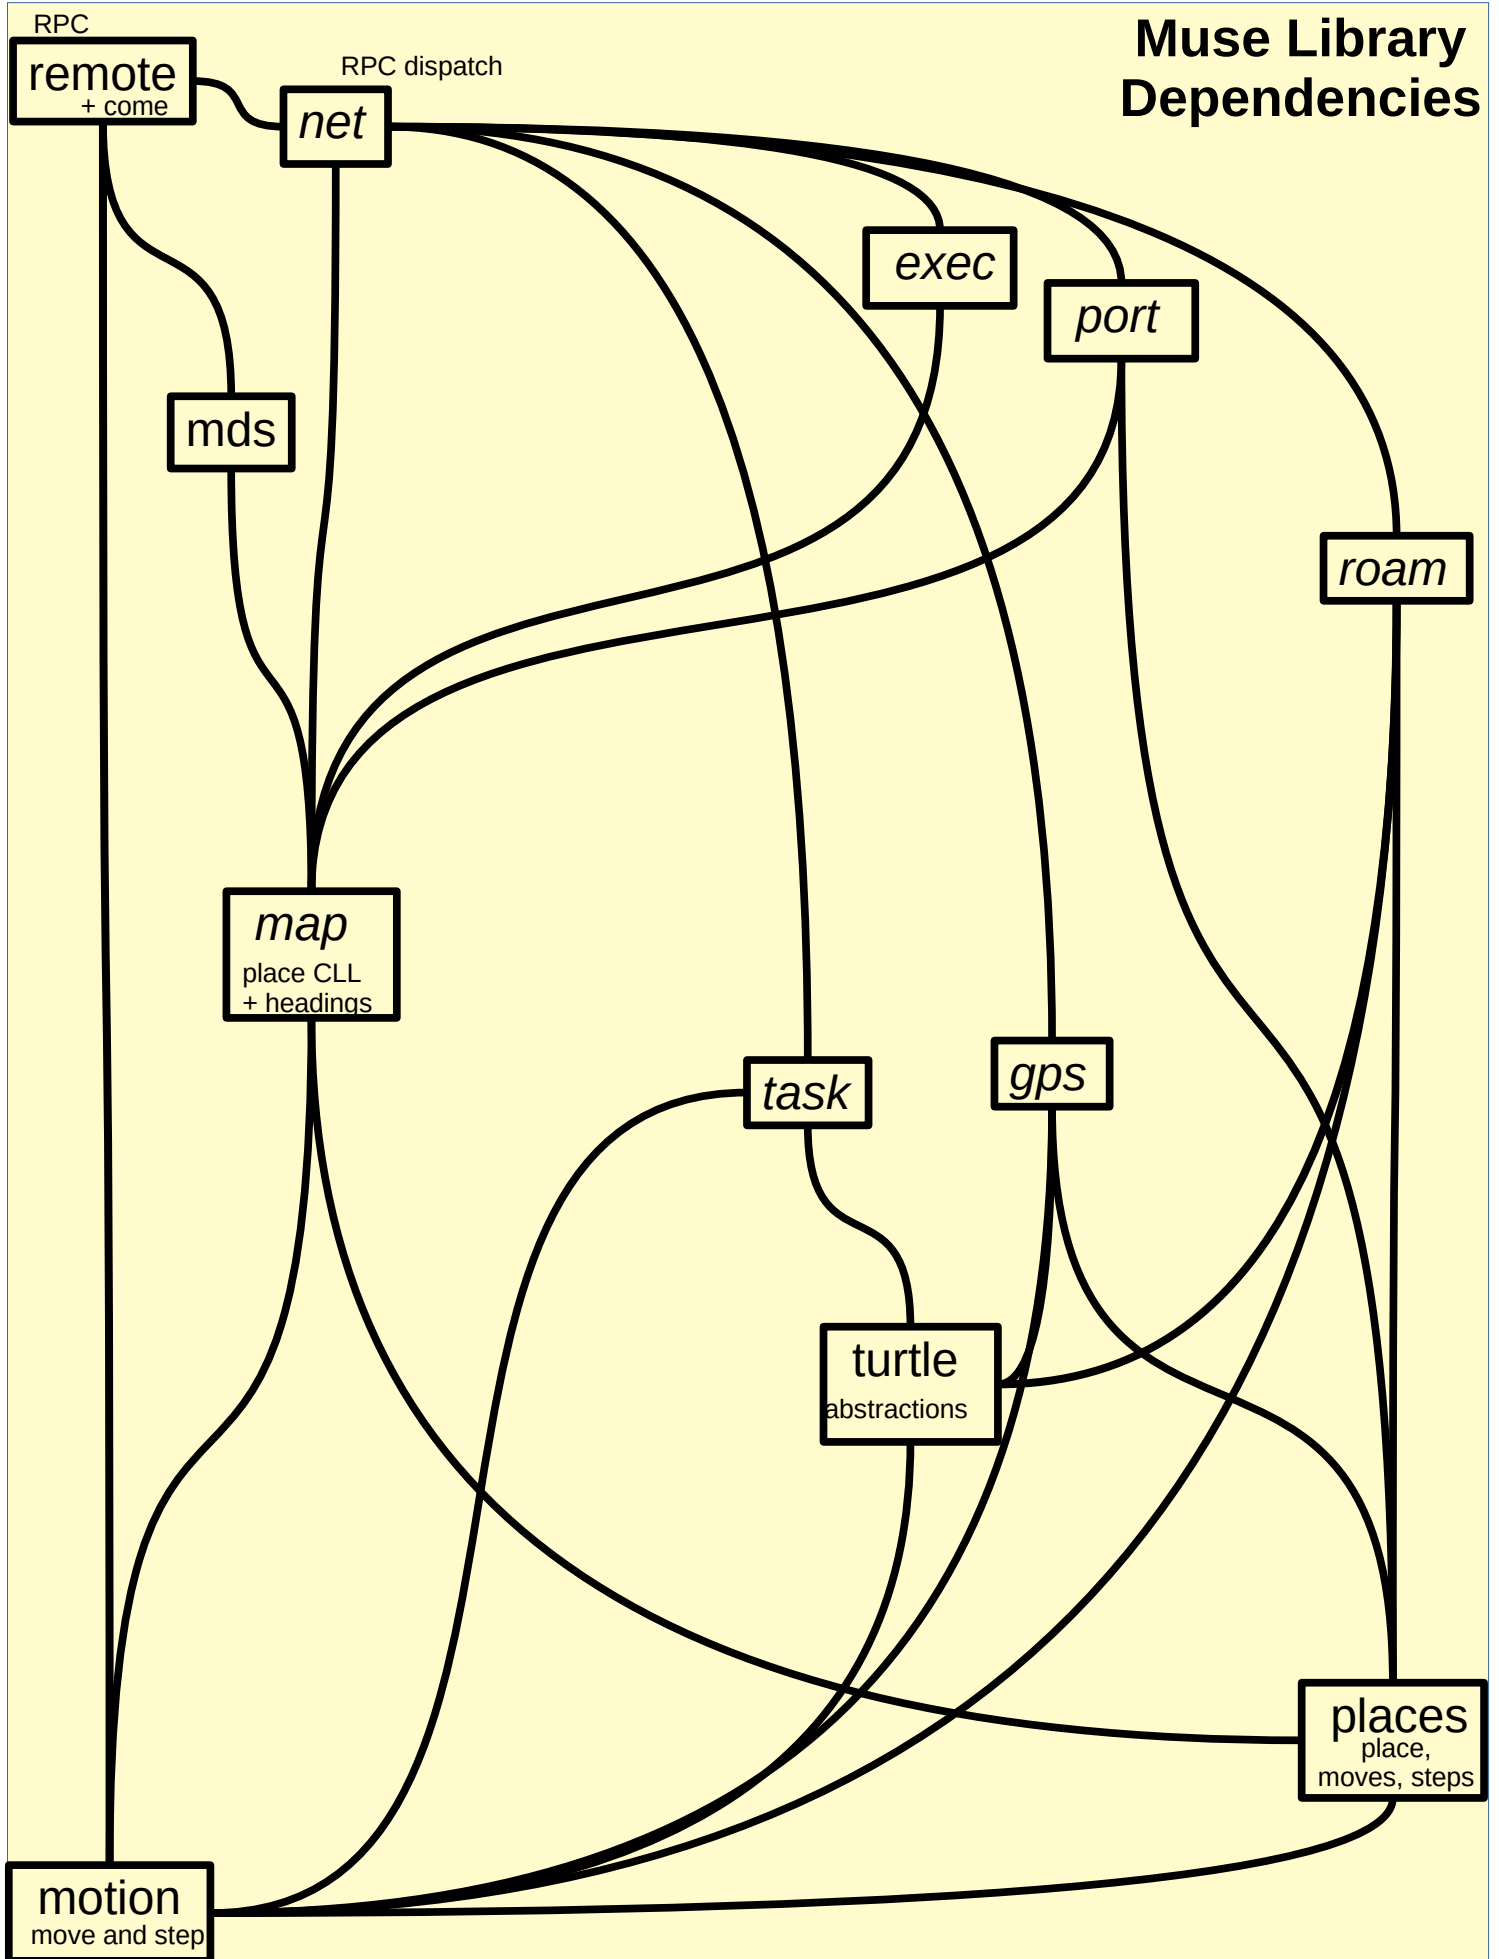 RPC
remote
+ come
RPC dispatch
net
Muse Library
Dependencies
exec
port
mds
roam
map
place CLL
+ headings
task
gps
turtle
abstractions
places
place,
moves, steps
motion
move and step